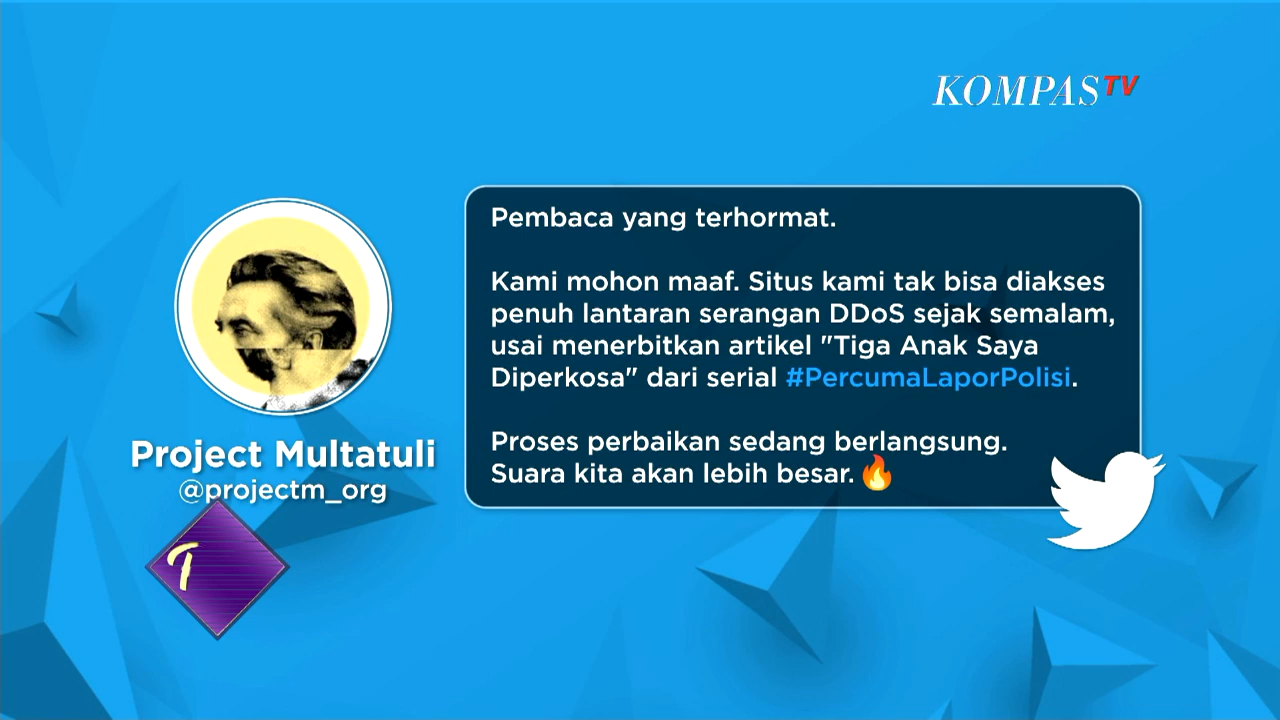 KOMPAS TV
Pembaca yang terhormat.
Kami mohon maaf. Situs kami tak bisa diakses
penuh lantaran serangan DDoS sejak semalam,
usai menerbitkan artikel "Tiga Anak Saya
Diperkosa" dari serial #PercumaLaporPolisi.
Proses perbaikan sedang berlangsung.
Suara kita akan lebih besar.🔥
Project Multatuli
@projectm_org